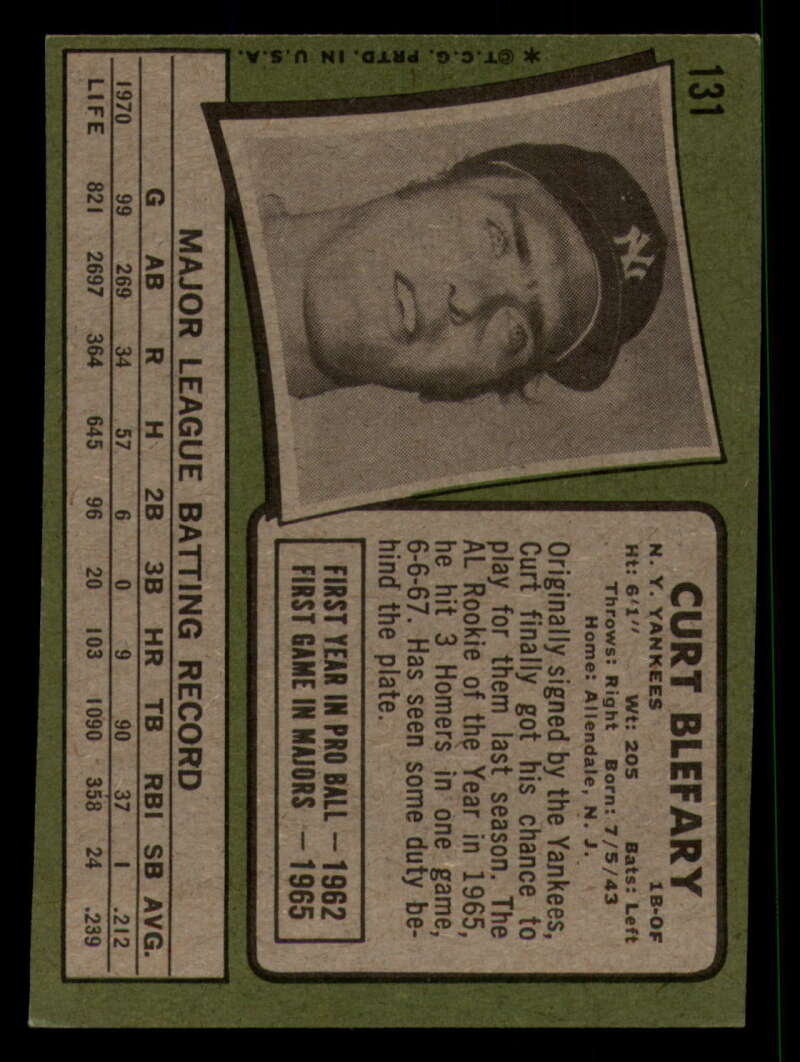 131
CURT BLEFARY
N. Y. YANKEES 1B-OF
Ht: 6'1" Wt: 205 Bats: Left
Throws: Right Born: 7/5/43
Home: Allendale, N. J.
Originally signed by the Yankees,
Curt finally got his chance to
play for them last season. The
AL Rookie of the Year in 1965,
he hit 3 Homers in one game,
6-6-67. Has seen some duty be-
hind the plate.
FIRST YEAR IN PRO BALL — 1962
FIRST GAME IN MAJORS — 1965
NY
*©T.C.G. PRTD. IN U.S.A.
MAJOR LEAGUE BATTING RECORD
G AB R H 2B 3B HR TB RBI SB AVG.
1970 99 269 34 57 6 0 9 90 37 1 .212
LIFE 821 2697 364 645 96 20 103 1090 358 24 .239